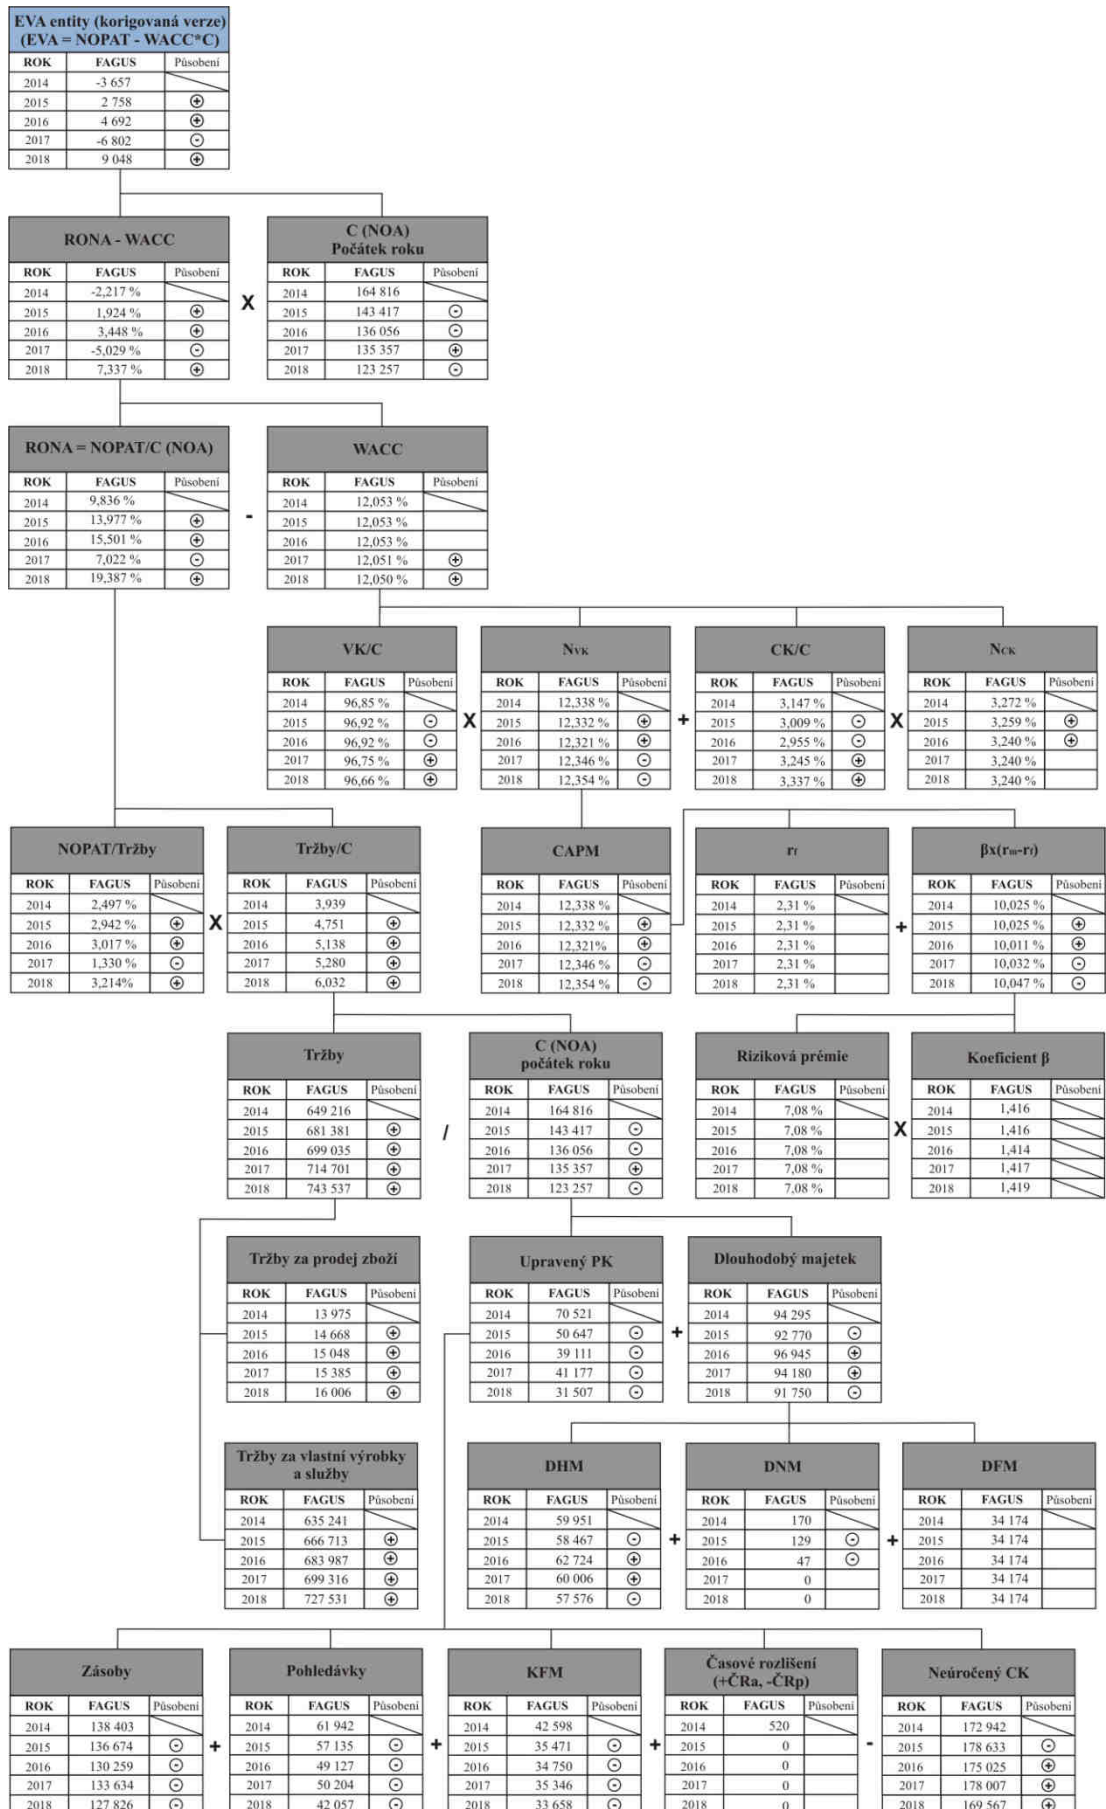 EVA entity (korigovaná verze)
(EVA = NOPAT - WACC*C)
ROK FAGUS Působení
2014 -3 657
2015 2 758 +
2016 4 692 +
2017 -6 802 -
2018 9 048 +
RONA - WACC
ROK FAGUS Působení
2014 -2,217 %
2015 1,924 % +
2016 3,448 % +
2017 -5,029 % -
2018 7,337 % +
X
C (NOA)
Počátek roku
ROK FAGUS Působení
2014 164 816
2015 143 417 -
2016 136 056 -
2017 135 357 +
2018 123 257 -
RONA = NOPAT/C (NOA)
ROK FAGUS Působení
2014 9,836 %
2015 13,977 % +
2016 15,501 % +
2017 7,022 % -
2018 19,387 % +
-
WACC
ROK FAGUS Působení
2014 12,053 %
2015 12,053 %
2016 12,053 %
2017 12,051 % +
2018 12,050 % +
VK/C
ROK FAGUS Působení
2014 96,85 %
2015 96,92 % -
2016 96,92 % -
2017 96,75 % +
2018 96,66 % +
X
NVK
ROK FAGUS Působení
2014 12,338 %
2015 12,332 % +
2016 12,321 % +
2017 12,346 % -
2018 12,354 % -
+
CK/C
ROK FAGUS Působení
2014 3,147 %
2015 3,009 % -
2016 2,955 % -
2017 3,245 % +
2018 3,337 % +
X
NCK
ROK FAGUS Působení
2014 3,272 %
2015 3,259 % +
2016 3,240 % +
2017 3,240 %
2018 3,240 %
NOPAT/Tržby
ROK FAGUS Působení
2014 2,497 %
2015 2,942 % +
2016 3,017 % +
2017 1,330 % -
2018 3,214% +
X
Tržby/C
ROK FAGUS Působení
2014 3,939
2015 4,751 +
2016 5,138 +
2017 5,280 +
2018 6,032 +
CAPM
ROK FAGUS Působení
2014 12,338 %
2015 12,332 % +
2016 12,321% +
2017 12,346 % -
2018 12,354 % -
rf
ROK FAGUS Působení
2014 2,31 %
2015 2,31 %
2016 2,31 %
2017 2,31 %
2018 2,31 %
+
βx(rm-rf)
ROK FAGUS Působení
2014 10,025 %
2015 10,025 % +
2016 10,011 % +
2017 10,032 % -
2018 10,047 % -
Tržby
ROK FAGUS Působení
2014 649 216
2015 681 381 +
2016 699 035 +
2017 714 701 +
2018 743 537 +
/
C (NOA)
počátek roku
ROK FAGUS Působení
2014 164 816
2015 143 417 -
2016 136 056 -
2017 135 357 +
2018 123 257 -
Riziková prémie
ROK FAGUS Působení
2014 7,08 %
2015 7,08 %
2016 7,08 %
2017 7,08 %
2018 7,08 %
X
Koeficient β
ROK FAGUS Působení
2014 1,416
2015 1,416
2016 1,414
2017 1,417
2018 1,419
Tržby za prodej zboží
ROK FAGUS Působení
2014 13 975
2015 14 668 +
2016 15 048 +
2017 15 385 +
2018 16 006 +
Upravený PK
ROK FAGUS Působení
2014 70 521
2015 50 647 -
2016 39 111 -
2017 41 177 -
2018 31 507 -
+
Dlouhodobý majetek
ROK FAGUS Působení
2014 94 295
2015 92 770 -
2016 96 945 +
2017 94 180 +
2018 91 750 -
Tržby za vlastní výrobky
a služby
ROK FAGUS Působení
2014 635 241
2015 666 713 +
2016 683 987 +
2017 699 316 +
2018 727 531 +
DHM
ROK FAGUS Působení
2014 59 951
2015 58 467 -
2016 62 724 +
2017 60 006 +
2018 57 576 -
+
DNM
ROK FAGUS Působení
2014 170
2015 129 -
2016 47 -
2017 0
2018 0
+
DFM
ROK FAGUS Působení
2014 34 174
2015 34 174
2016 34 174
2017 34 174
2018 34 174
Zásoby
ROK FAGUS Působení
2014 138 403
2015 136 674 -
2016 130 259 -
2017 133 634 -
2018 127 826 -
+
Pohledávky
ROK FAGUS Působení
2014 61 942
2015 57 135 -
2016 49 127 -
2017 50 204 -
2018 42 057 -
+
KFM
ROK FAGUS Působení
2014 42 598
2015 35 471 -
2016 34 750 -
2017 35 346 -
2018 33 658 -
+
Časové rozlišení
(+ČRa, -ČRp)
ROK FAGUS Působení
2014 520
2015 0
2016 0
2017 0
2018 0
-
Neúročený CK
ROK FAGUS Působení
2014 172 942
2015 178 633 -
2016 175 025 +
2017 178 007 +
2018 169 567 +